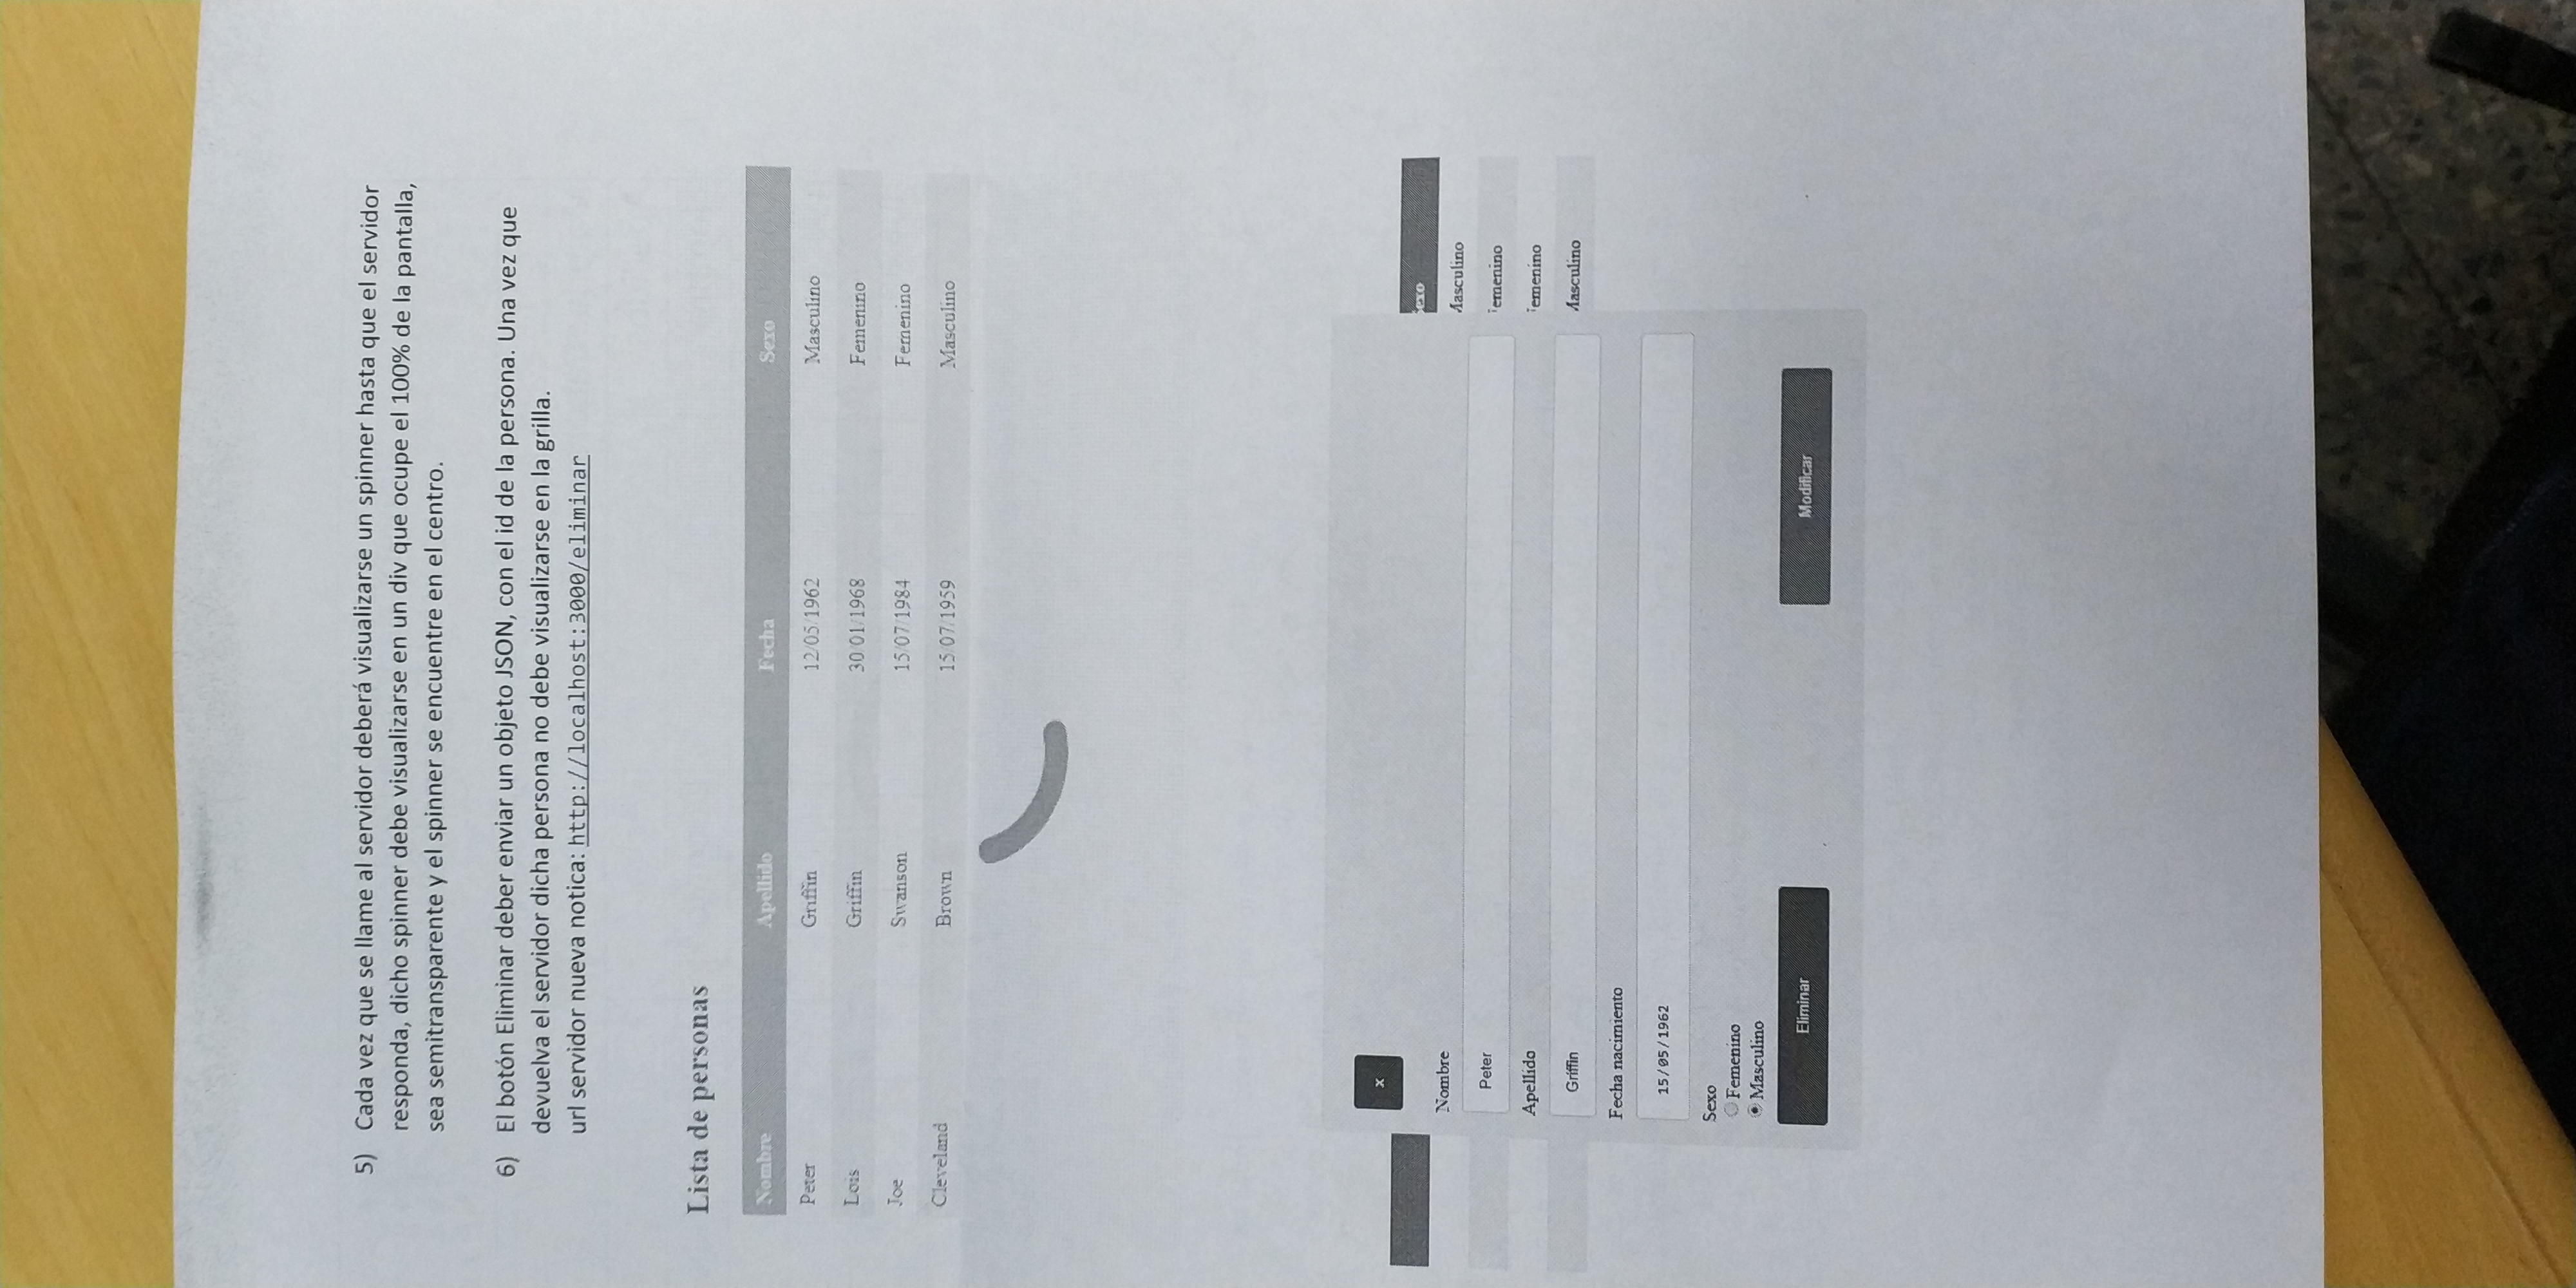 5) Cada vez que se llame al servidor deberá visualizarse un spinner hasta que el servidor
responda, dicho spinner debe visualizarse en un div que ocupe el 100% de la pantalla,
sea semitransparente y el spinner se encuentre en el centro.
6) El botón Eliminar deber enviar un objeto JSON, con el id de la persona. Una vez que
devuelva el servidor dicha persona no debe visualizarse en la grilla.
url servidor nueva notica: http://localhost:3000/eliminar
Lista de personas
Nombre Apellido Fecha Sexo
Peter Griffin 12/05/1962 Masculino
Lois Griffin 30/01/1968 Femenino
Joe Swanson 15/07/1984 Femenino
Cleveland Brown 15/07/1959 Masculino
x
Sexo
Nombre
Masculino
Peter
Femenino
Apellido
Femenino
Griffin
Masculino
Fecha nacimiento
15/05/1962
Sexo
Femenino
Masculino
Eliminar Modificar